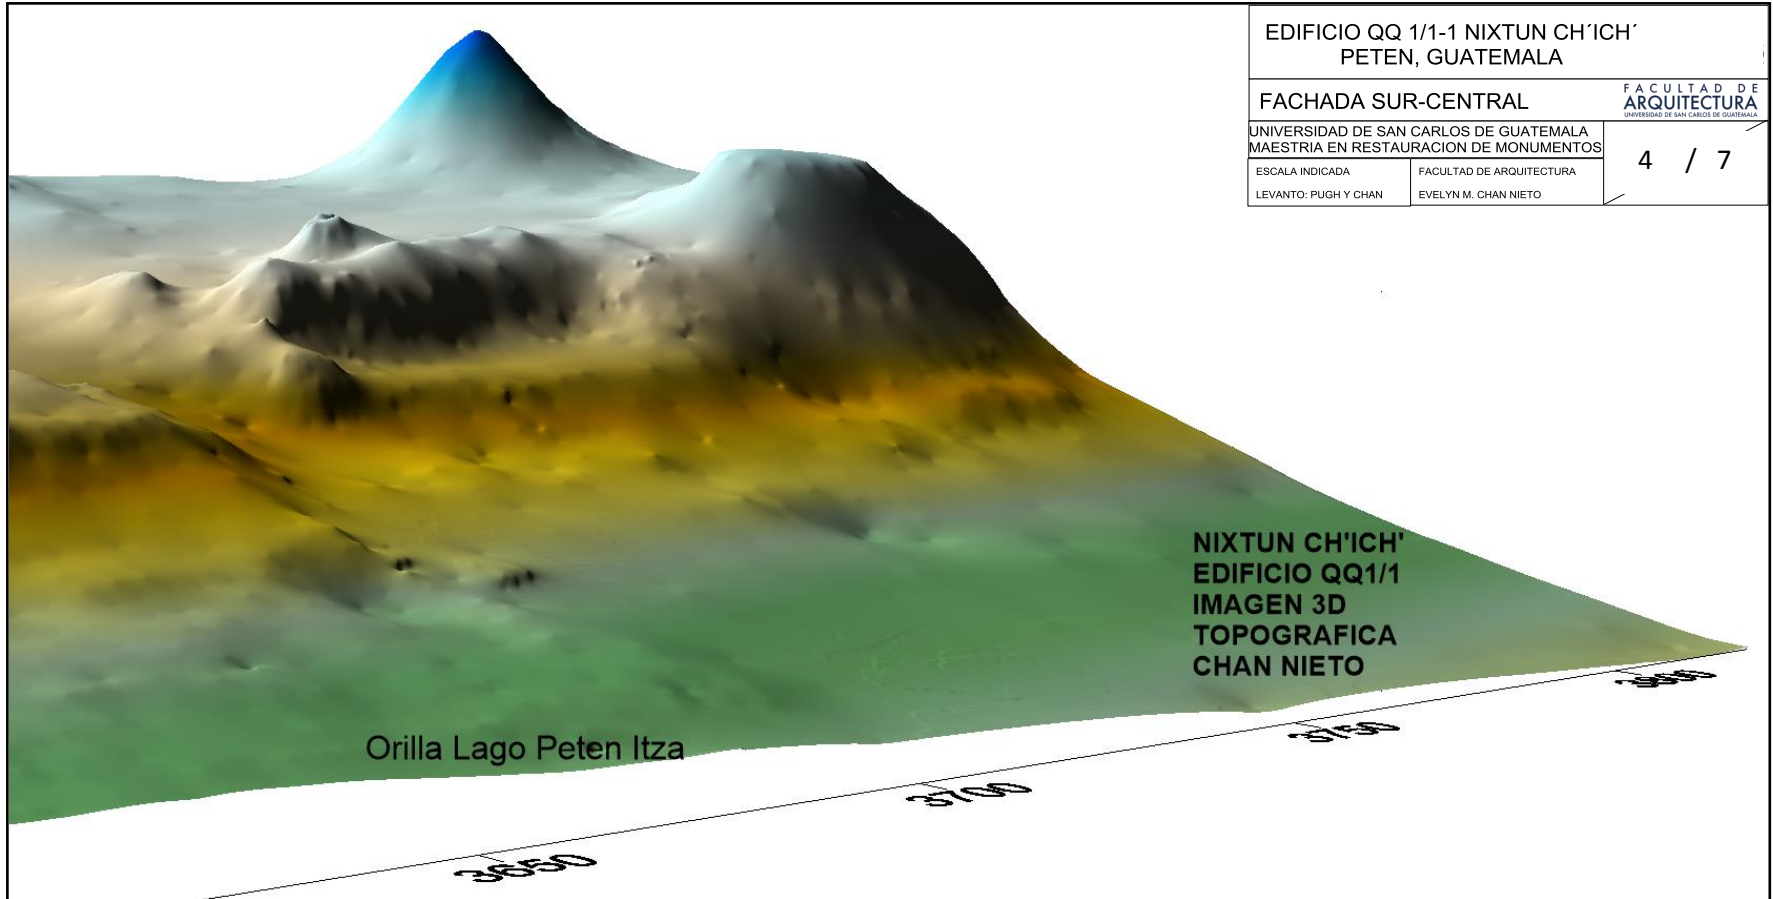 EDIFICIO QQ 1/1-1 NIXTUN CH´ICH´
PETEN, GUATEMALA
FACHADA SUR-CENTRAL
FACULTAD DE
ARQUITECTURA
UNIVERSIDAD DE SAN CARLOS DE GUATEMALA
UNIVERSIDAD DE SAN CARLOS DE GUATEMALA
MAESTRIA EN RESTAURACION DE MONUMENTOS
4 / 7
ESCALA INDICADA
FACULTAD DE ARQUITECTURA
LEVANTO: PUGH Y CHAN
EVELYN M. CHAN NIETO
NIXTUN CH'ICH'
EDIFICIO QQ1/1
IMAGEN 3D
TOPOGRAFICA
CHAN NIETO
Orilla Lago Peten Itza
3650
3700
3750
3800